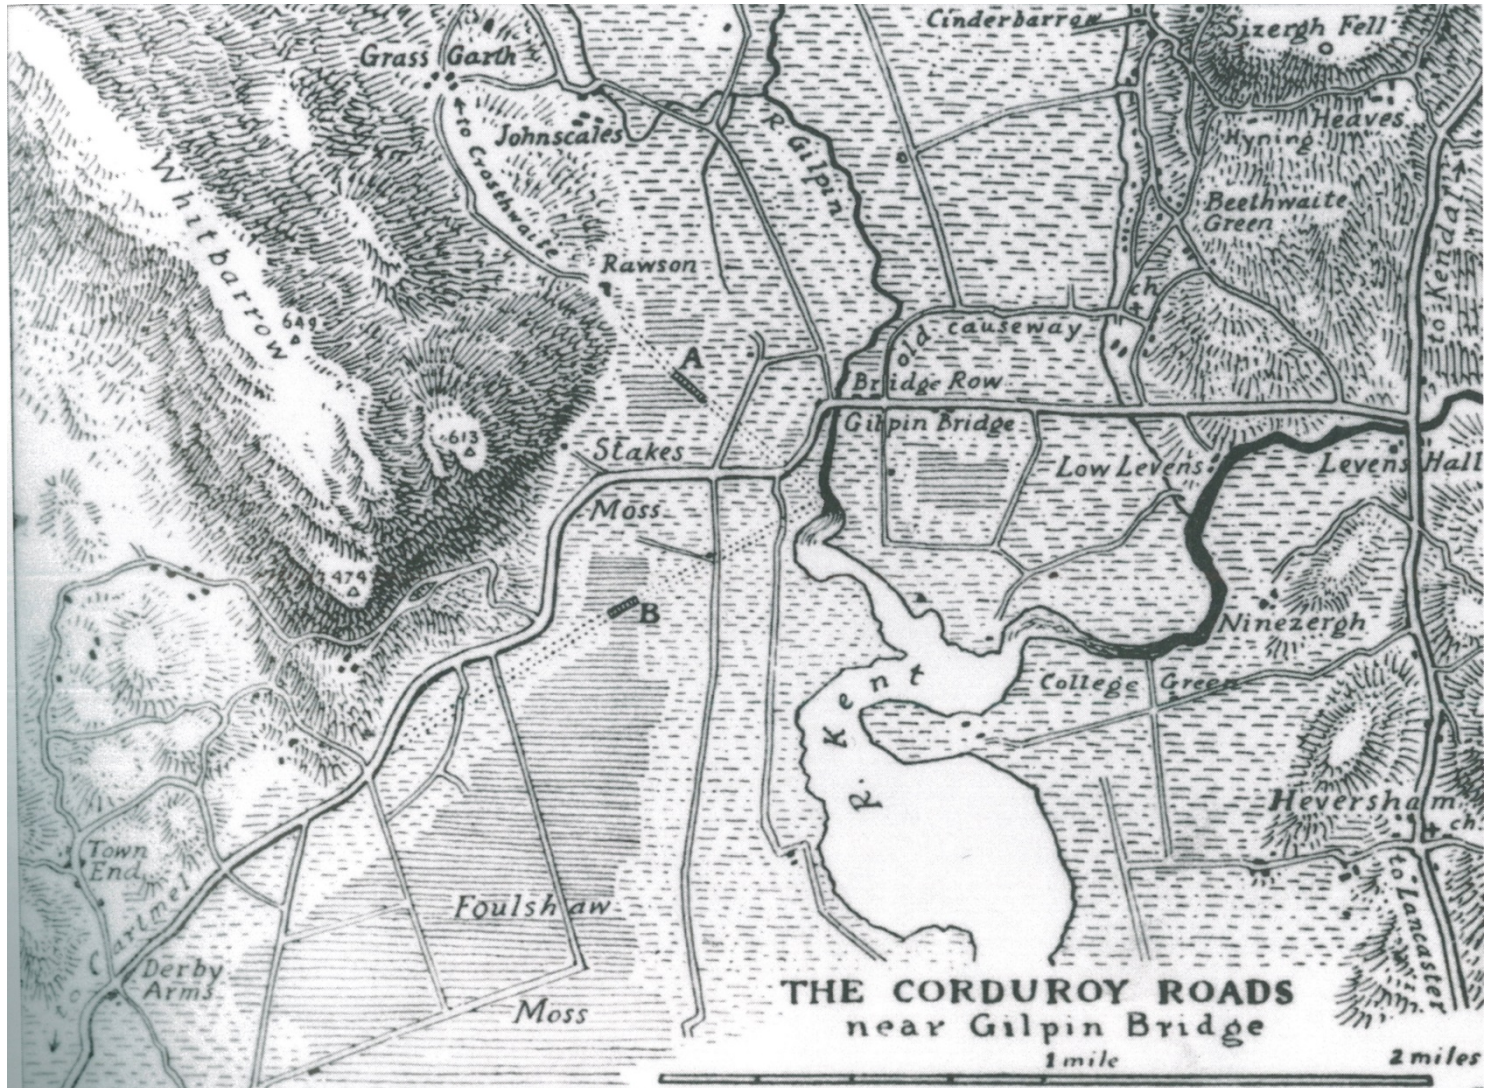 Cinderbarrow
Sizergh Fell
Grass Garth
Johnscales
Heaves
Hyning
to Crosthwaite
R. Gilpin
Whitbarrow
Beethwaite
Green
to Kendal
Rawson
649
ch
A
old causeway
Bridge Row
Gilpin Bridge
613
Stakes
Moss
Low Levens
Levens Hall
474
B
Ninezergh
College Green
R. Kent
Heversham
ch
Town
End
to Cartmel
Foulshaw
Moss
Derby
Arms
to Lancaster
THE CORDUROY ROADS
near Gilpin Bridge
1 mile
2 miles